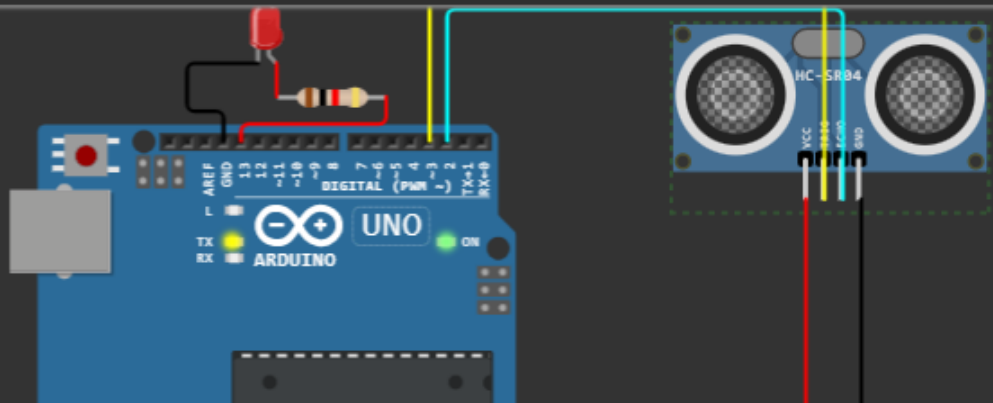 HC-SR04
VCC
TRIG
ECHO
GND
AREF
GND
13
12
~11
~10
~9
8
7
~6
~5
4
~3
2
TX→1
RX←0
DIGITAL (PWM ~)
L
TX
RX
UNO
ON
ARDUINO